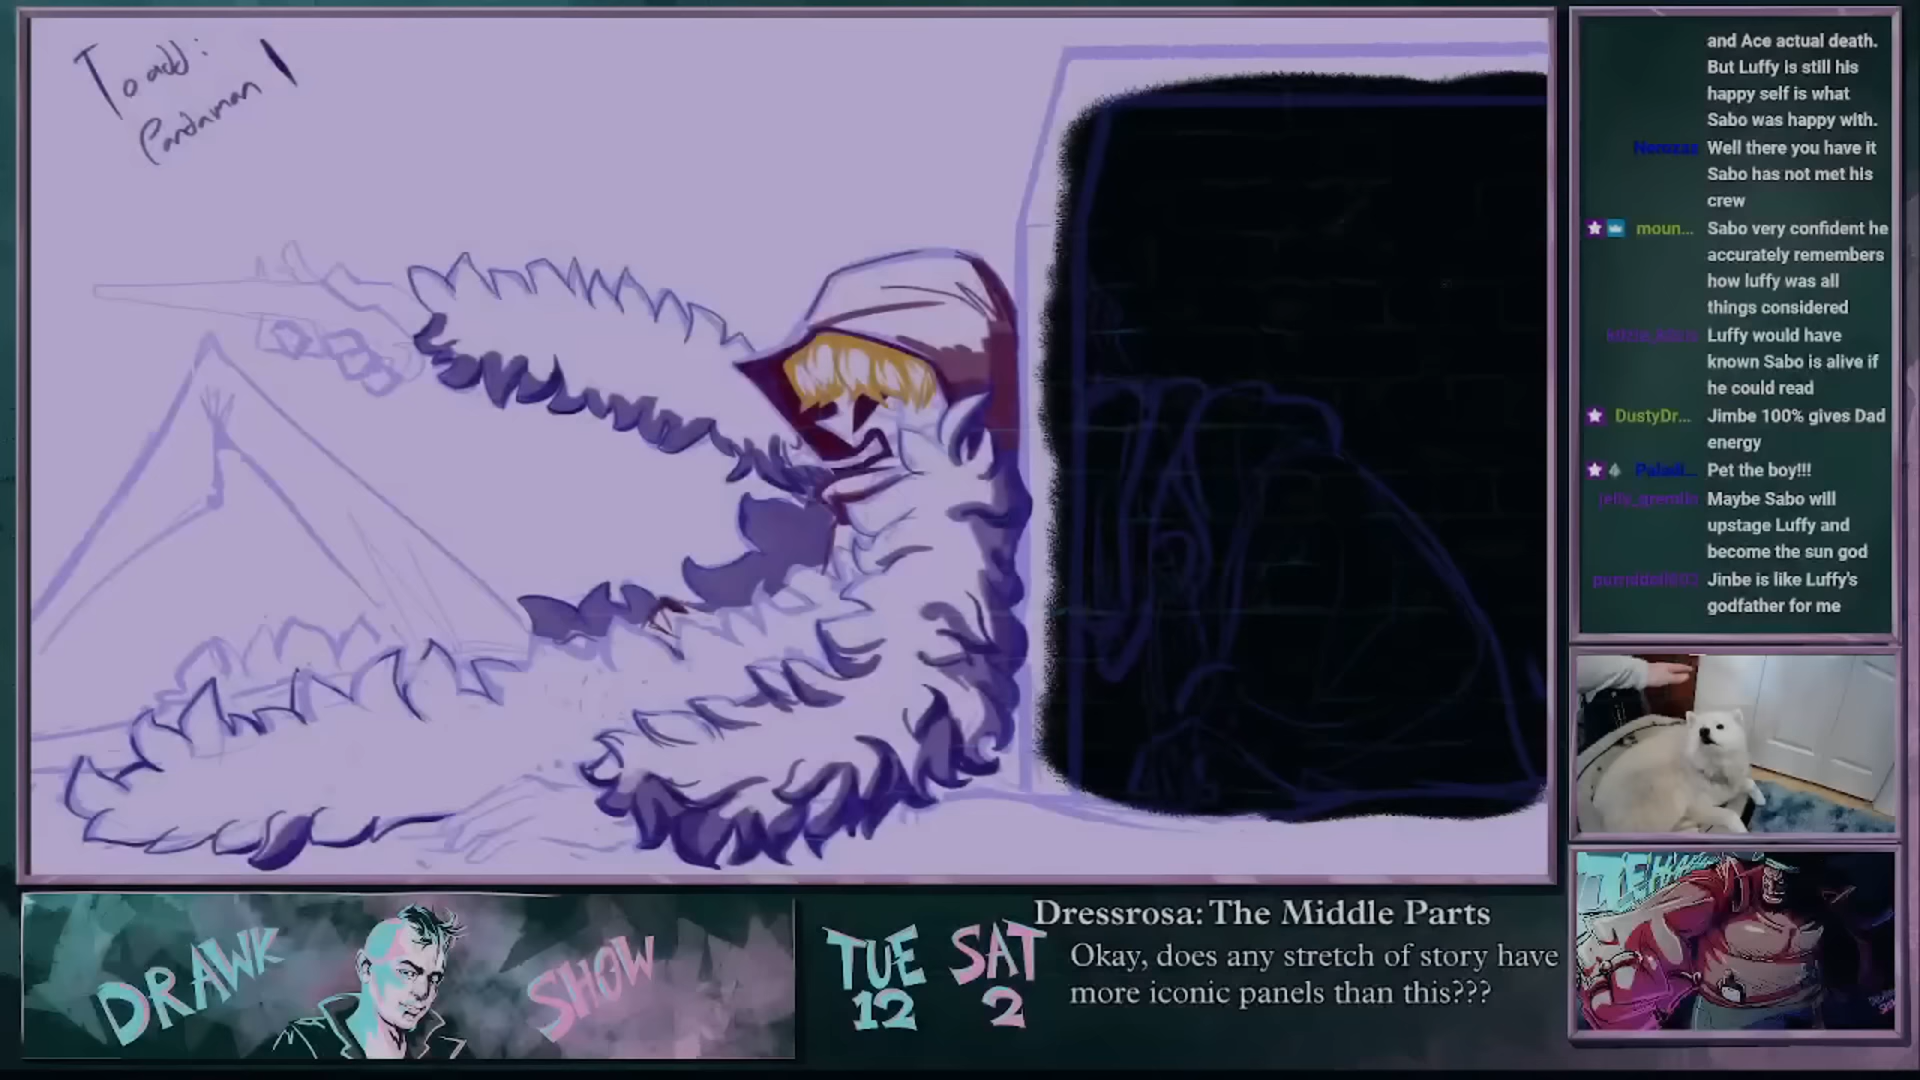 To add:
Pandaman
and Ace actual death.
But Luffy is still his
happy self is what
Sabo was happy with.
Well there you have it
Sabo has not met his
crew
moun... Sabo very confident he
accurately remembers
how luffy was all
things considered
Luffy would have
known Sabo is alive if
he could read
DustyDr... Jimbe 100% gives Dad
energy
Pet the boy!!!
Maybe Sabo will
upstage Luffy and
become the sun god
Jinbe is like Luffy's
godfather for me
DRAWK
SHOW
TUE
12
SAT
2
Dressrosa: The Middle Parts
Okay, does any stretch of story have
more iconic panels than this???